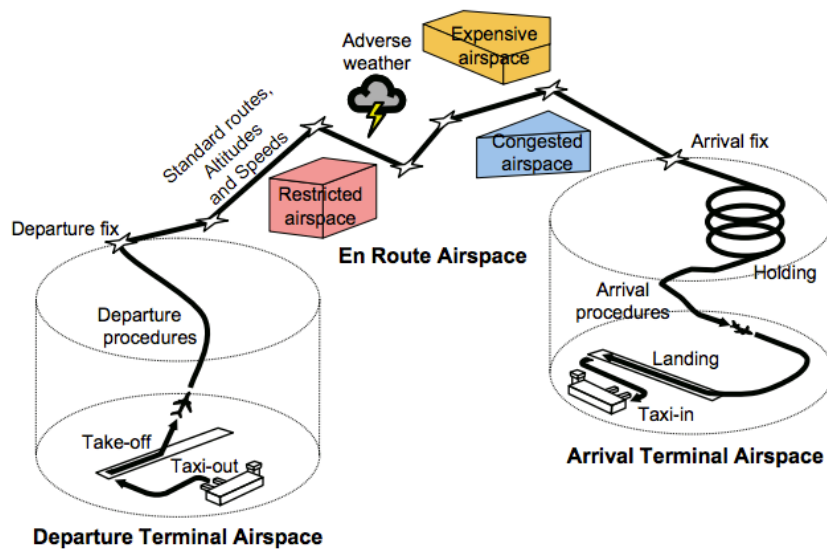 Adverse
weather
Expensive
airspace
Standard routes,
Altitudes
and Speeds
Congested
airspace
Arrival fix
Restricted
airspace
Departure fix
En Route Airspace
Holding
Arrival
procedures
Departure
procedures
Landing
Taxi-in
Take-off
Taxi-out
Arrival Terminal Airspace
Departure Terminal Airspace